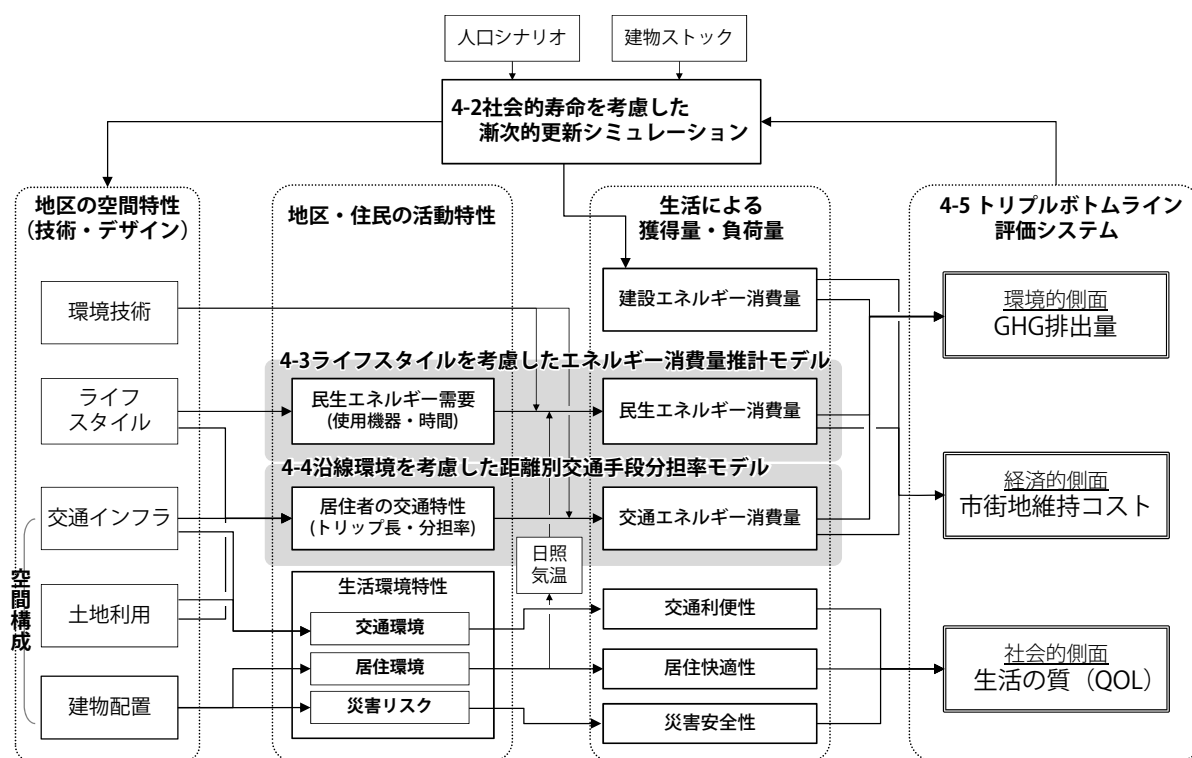 人口シナリオ
建物ストック
4-2社会的寿命を考慮した
漸次的更新シミュレーション
地区の空間特性
（技術・デザイン）
地区・住民の活動特性
生活による
獲得量・負荷量
4-5 トリプルボトムライン
評価システム
環境技術
建設エネルギー消費量
環境的側面
GHG排出量
4-3ライフスタイルを考慮したエネルギー消費量推計モデル
ライフ
スタイル
民生エネルギー需要
(使用機器・時間)
民生エネルギー消費量
4-4沿線環境を考慮した距離別交通手段分担率モデル
経済的側面
市街地維持コスト
交通インフラ
居住者の交通特性
(トリップ長・分担率)
交通エネルギー消費量
日照
気温
空間構成
土地利用
生活環境特性
交通環境
交通利便性
居住環境
居住快適性
社会的側面
生活の質（QOL）
建物配置
災害リスク
災害安全性